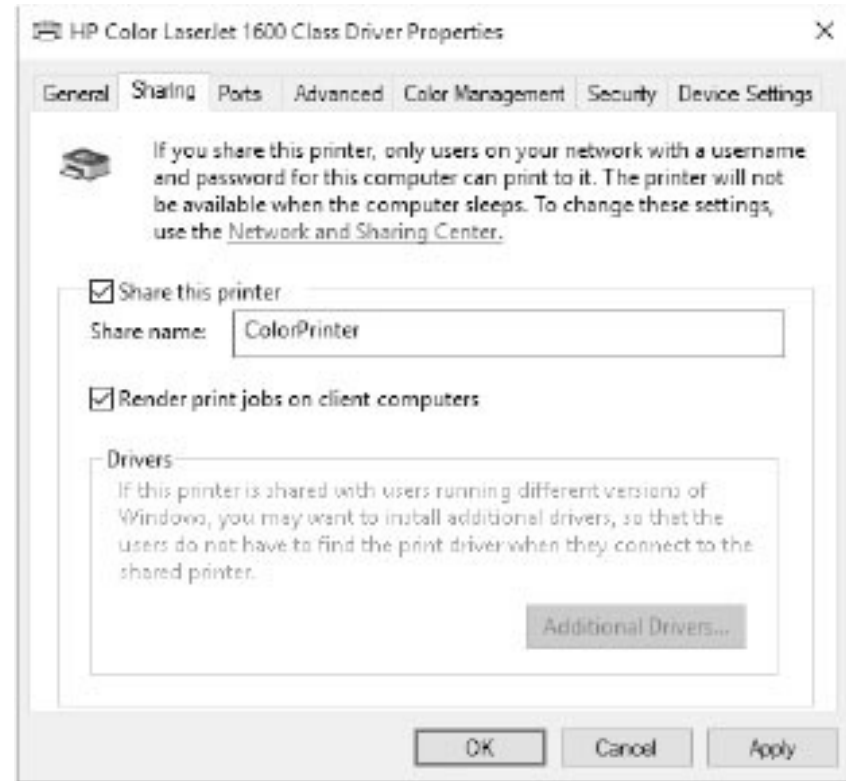 HP Color LaserJet 1600 Class Driver Properties
General Sharing Ports Advanced Color Management Security Device Settings
If you share this printer, only users on your network with a username
and password for this computer can print to it. The printer will not
be available when the computer sleeps. To change these settings,
use the Network and Sharing Center.
Share this printer
Share name: ColorPrinter
Render print jobs on client computers
Drivers
If this printer is shared with users running different versions of
Windows, you may want to install additional drivers, so that the
users do not have to find the print driver when they connect to the
shared printer.
Additional Drivers...
OK Cancel Apply